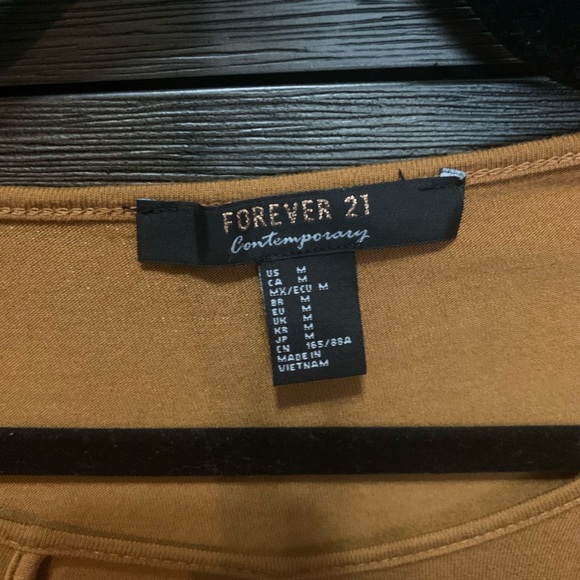 FOREVER 21
Contemporary
US M
CA M
MX/ECU M
BR M
EU M
UK M
KR M
JP M
CN 165/88A
MADE IN
VIETNAM